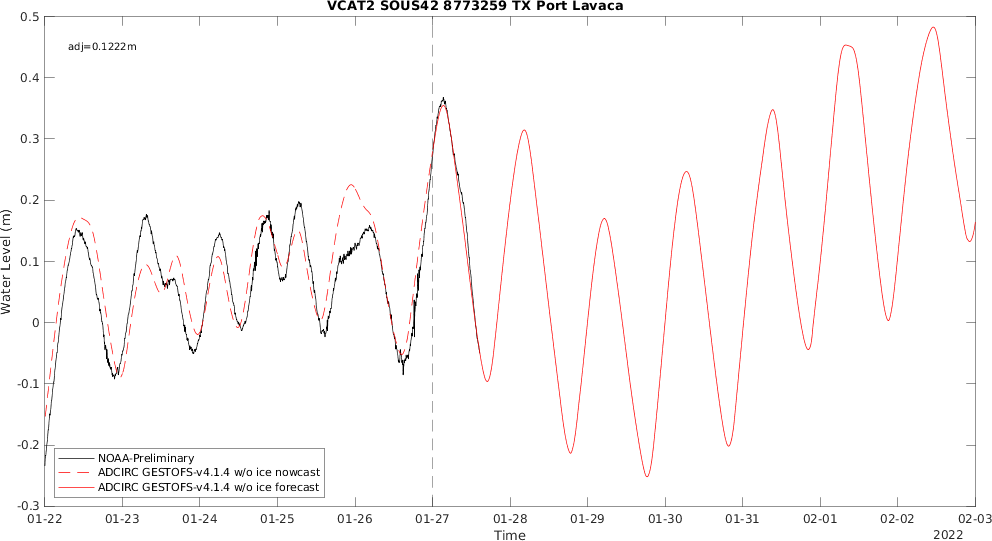 VCAT2 SOUS42 8773259 TX Port Lavaca
adj=0.1222m
0.5
0.4
0.3
0.2
0.1
0
-0.1
-0.2
-0.3
Water Level (m)
NOAA-Preliminary
ADCIRC GESTOFS-v4.1.4 w/o ice nowcast
ADCIRC GESTOFS-v4.1.4 w/o ice forecast
01-22 01-23 01-24 01-25 01-26 01-27 01-28 01-29 01-30 01-31 02-01 02-02 02-03
Time
2022